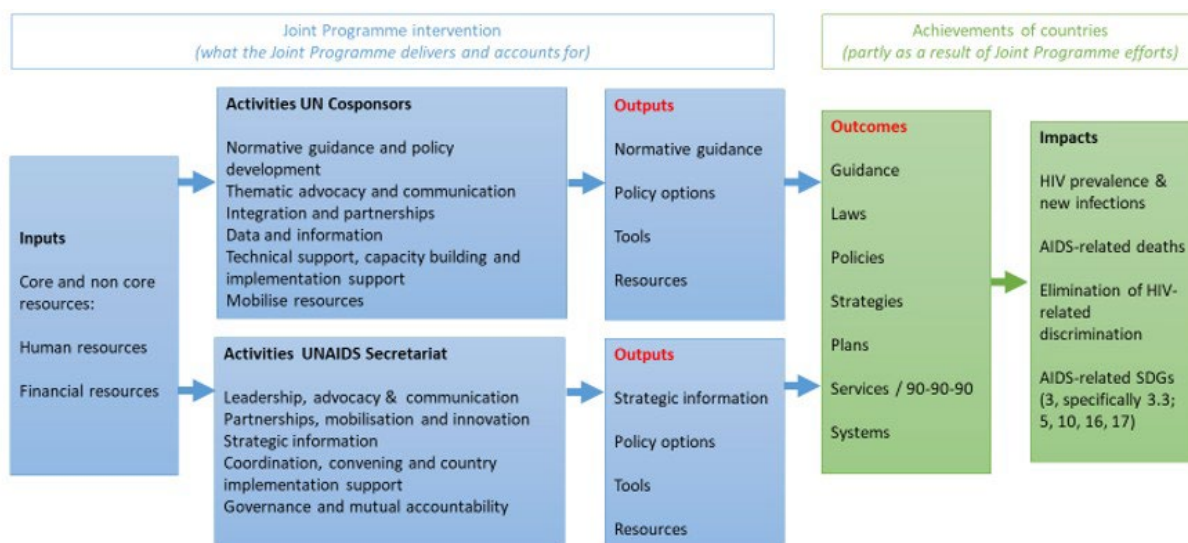 Joint Programme intervention
(what the Joint Programme delivers and accounts for)
Achievements of countries
(partly as a result of Joint Programme efforts)
Inputs
Core and non core
resources:
Human resources
Financial resources
Activities UN Cosponsors
Normative guidance and policy
development
Thematic advocacy and communication
Integration and partnerships
Data and information
Technical support, capacity building and
implementation support
Mobilise resources
Outputs
Normative guidance
Policy options
Tools
Resources
Activities UNAIDS Secretariat
Leadership, advocacy & communication
Partnerships, mobilisation and innovation
Strategic information
Coordination, convening and country
implementation support
Governance and mutual accountability
Outputs
Strategic information
Policy options
Tools
Resources
Outcomes
Guidance
Laws
Policies
Strategies
Plans
Services / 90-90-90
Systems
Impacts
HIV prevalence &
new infections
AIDS-related deaths
Elimination of HIV-
related
discrimination
AIDS-related SDGs
(3, specifically 3.3;
5, 10, 16, 17)